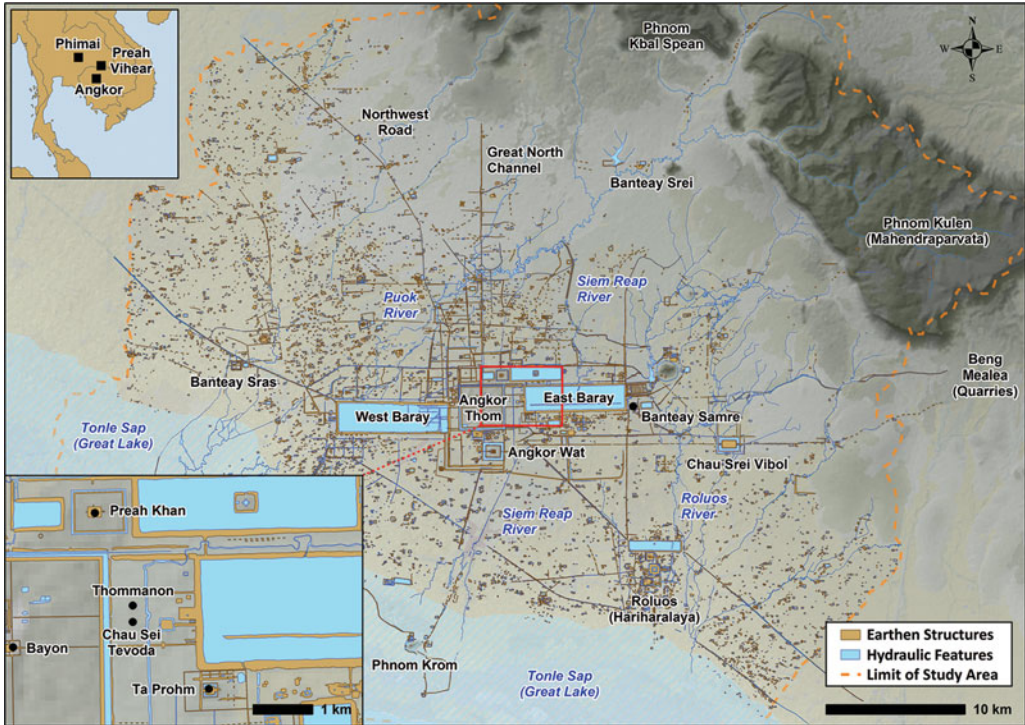 Phimai
Preah
Vihear
Angkor
Phnom
Kbal Spean
N
W
E
S
Northwest
Road
Great North
Channel
Banteay Srei
Phnom Kulen
(Mahendraparvata)
Puok
River
Siem Reap
River
Banteay Sras
Beng
Mealea
(Quarries)
West Baray
Angkor
Thom
East Baray
Banteay Samre
Tonle Sap
(Great Lake)
Angkor Wat
Chau Srei Vibol
Siem Reap
River
Roluos
River
Roluos
(Hariharalaya)
Phnom Krom
Tonle Sap
(Great Lake)
Preah Khan
Thommanon
Chau Sei
Tevoda
Bayon
Ta Prohm
1 km
Earthen Structures
Hydraulic Features
Limit of Study Area
10 km